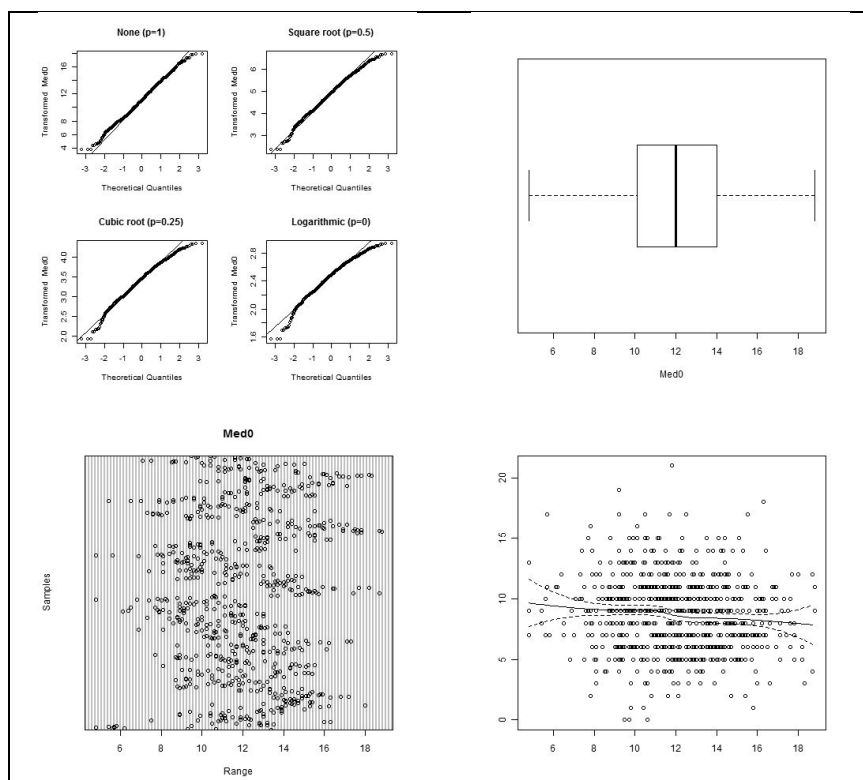 None (p=1)
Transformed Med0
4 6 8 12 16
-3 -2 -1 0 1 2 3
Theoretical Quantiles
Square root (p=0.5)
Transformed Med0
3 4 5 6
-3 -2 -1 0 1 2 3
Theoretical Quantiles
Cubic root (p=0.25)
Transformed Med0
2.0 2.5 3.0 3.5 4.0
-3 -2 -1 0 1 2 3
Theoretical Quantiles
Logarithmic (p=0)
Transformed Med0
1.6 2.0 2.4 2.8
-3 -2 -1 0 1 2 3
Theoretical Quantiles
6 8 10 12 14 16 18
Med0
Med0
Samples
6 8 10 12 14 16 18
Range
0 5 10 15 20
6 8 10 12 14 16 18